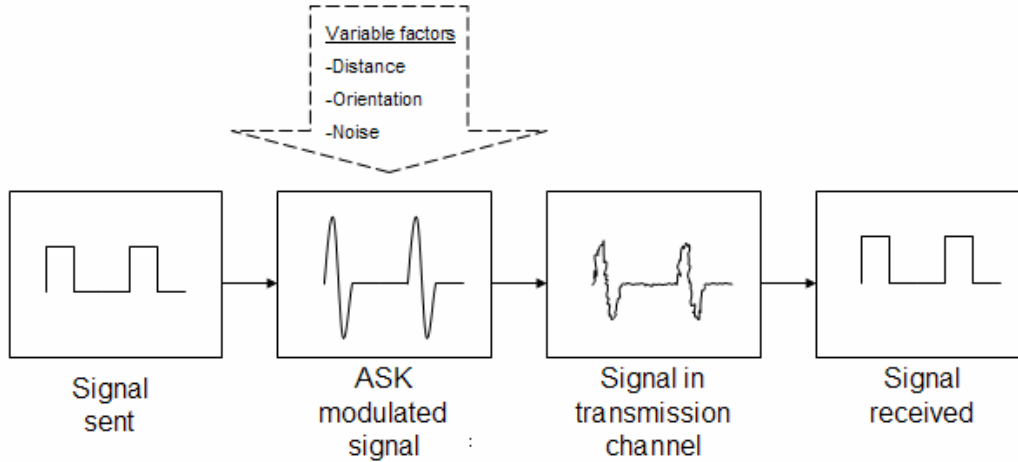 Variable factors
-Distance
-Orientation
-Noise
Signal
sent
ASK
modulated
signal
:
Signal in
transmission
channel
Signal
received